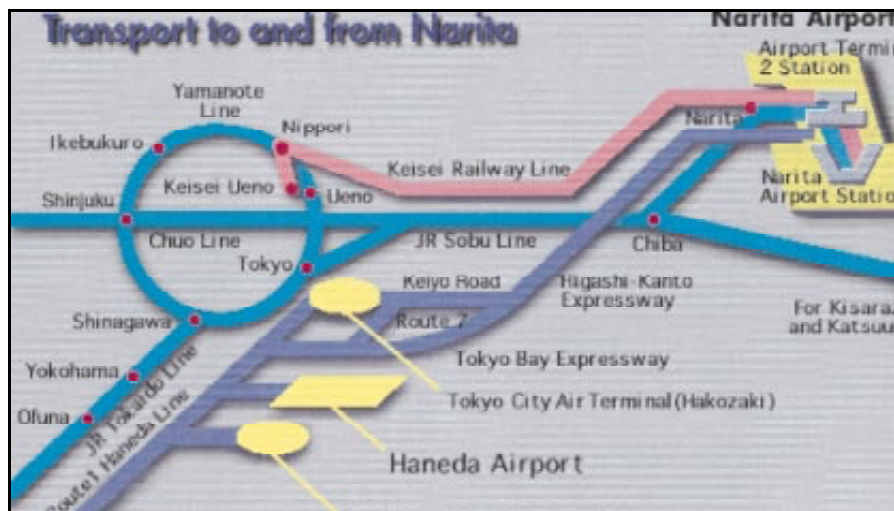 Transport to and from Narita
Narita Airport
Airport Termi
2 Station
Yamanote
Line
Nippori
Ikebukuro
Narita
Keisei Railway Line
Keisei Ueno
Ueno
Narita
Airport Statio
Shinjuku
Chuo Line
JR Sobu Line
Chiba
Tokyo
Keiyo Road
Higashi-Kanto
Expressway
For Kisaraz
and Katsuu
Shinagawa
Route 7
Tokyo Bay Expressway
Yokohama
JR Tokaido Line
Tokyo City Air Terminal(Hakozaki)
Ofuna
Route1 Haneda Line
Haneda Airport